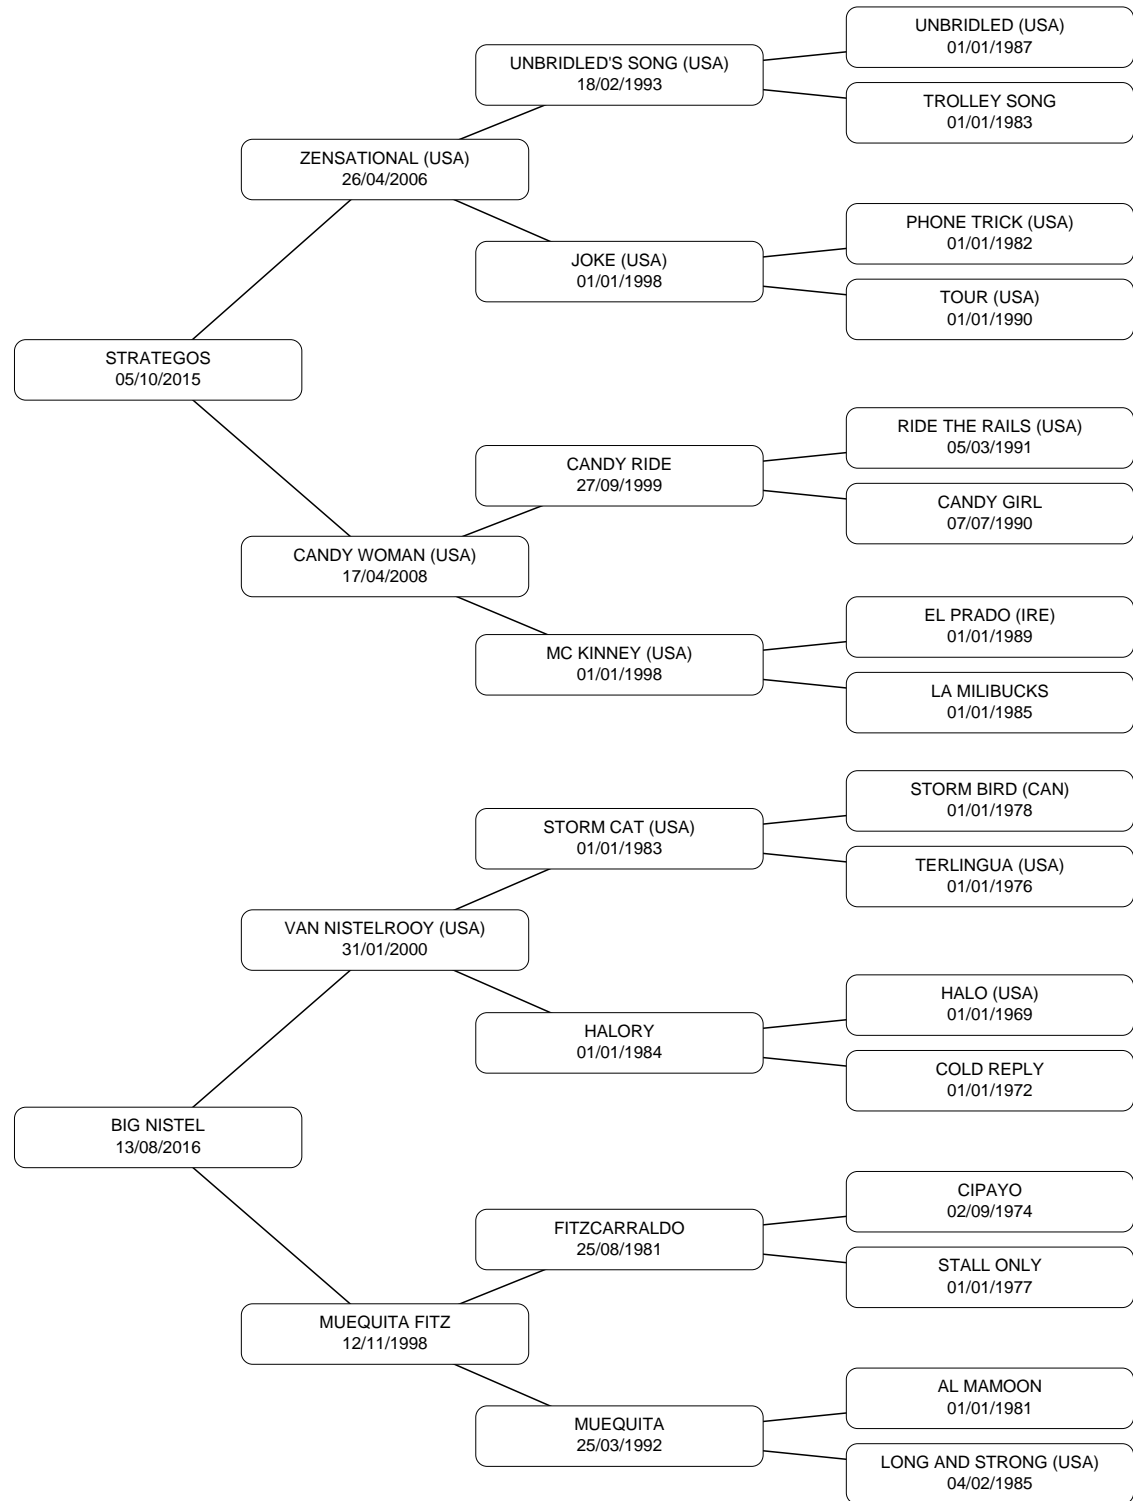 UNBRIDLED (USA)
01/01/1987
UNBRIDLED'S SONG (USA)
18/02/1993
TROLLEY SONG
01/01/1983
ZENSATIONAL (USA)
26/04/2006
PHONE TRICK (USA)
01/01/1982
JOKE (USA)
01/01/1998
TOUR (USA)
01/01/1990
STRATEGOS
05/10/2015
RIDE THE RAILS (USA)
05/03/1991
CANDY RIDE
27/09/1999
CANDY GIRL
07/07/1990
CANDY WOMAN (USA)
17/04/2008
EL PRADO (IRE)
01/01/1989
MC KINNEY (USA)
01/01/1998
LA MILIBUCKS
01/01/1985
STORM BIRD (CAN)
01/01/1978
STORM CAT (USA)
01/01/1983
TERLINGUA (USA)
01/01/1976
VAN NISTELROOY (USA)
31/01/2000
HALO (USA)
01/01/1969
HALORY
01/01/1984
COLD REPLY
01/01/1972
BIG NISTEL
13/08/2016
CIPAYO
02/09/1974
FITZCARRALDO
25/08/1981
STALL ONLY
01/01/1977
MUEQUITA FITZ
12/11/1998
AL MAMOON
01/01/1981
MUEQUITA
25/03/1992
LONG AND STRONG (USA)
04/02/1985